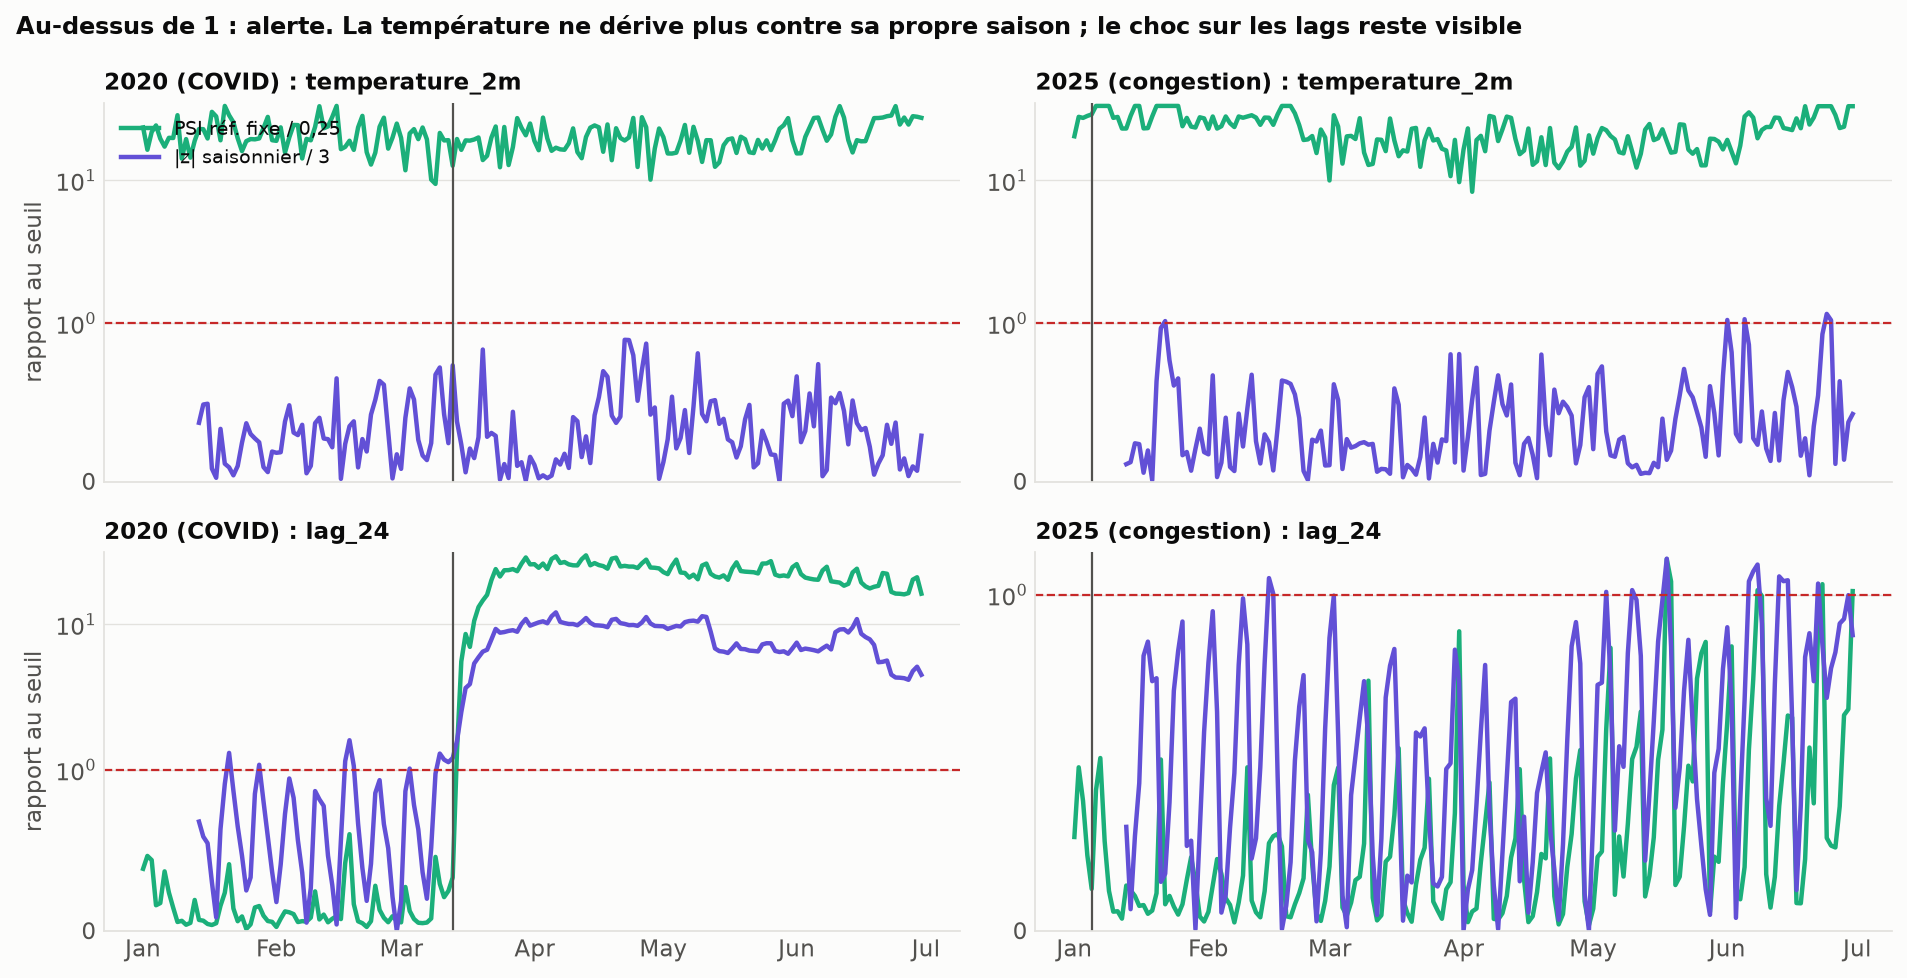 Au-dessus de 1 : alerte. La température ne dérive plus contre sa propre saison ; le choc sur les lags reste visible
2020 (COVID) : temperature_2m
2025 (congestion) : temperature_2m
PSI réf. fixe / 0.25
|z| saisonnier / 3
rapport au seuil
10¹
10⁰
0
10¹
10⁰
0
2020 (COVID) : lag_24
2025 (congestion) : lag_24
rapport au seuil
10¹
10⁰
0
10⁰
0
Jan Feb Mar Apr May Jun Jul
Jan Feb Mar Apr May Jun Jul